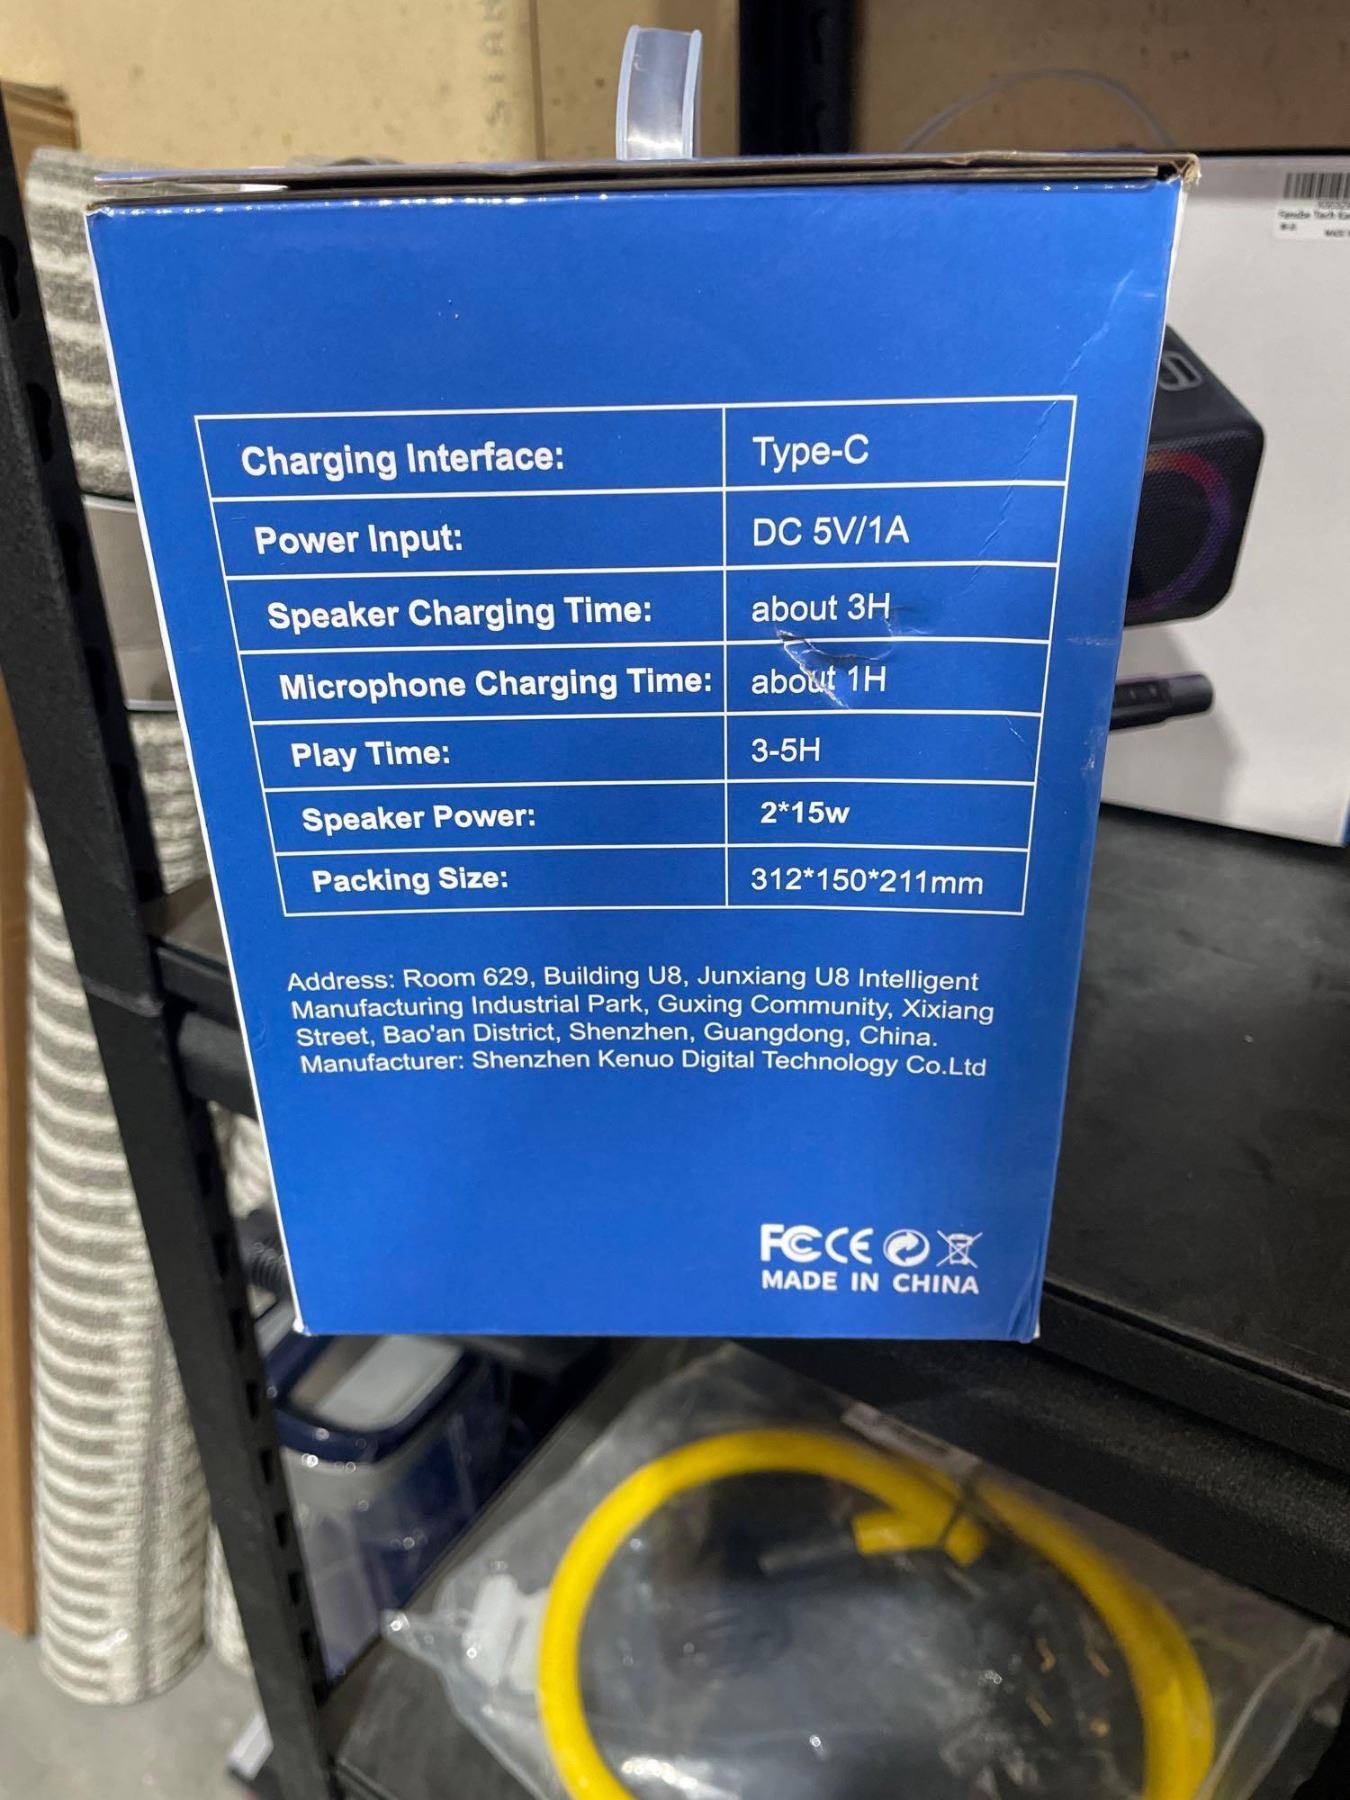 Charging Interface: Type-C
Power Input: DC 5V/1A
Speaker Charging Time: about 3H
Microphone Charging Time: about 1H
Play Time: 3-5H
Speaker Power: 2*15w
Packing Size: 312*150*211mm
Address: Room 629, Building U8, Junxiang U8 Intelligent
Manufacturing Industrial Park, Guxing Community, Xixiang
Street, Bao'an District, Shenzhen, Guangdong, China.
Manufacturer: Shenzhen Kenuo Digital Technology Co.Ltd
FC CE
MADE IN CHINA